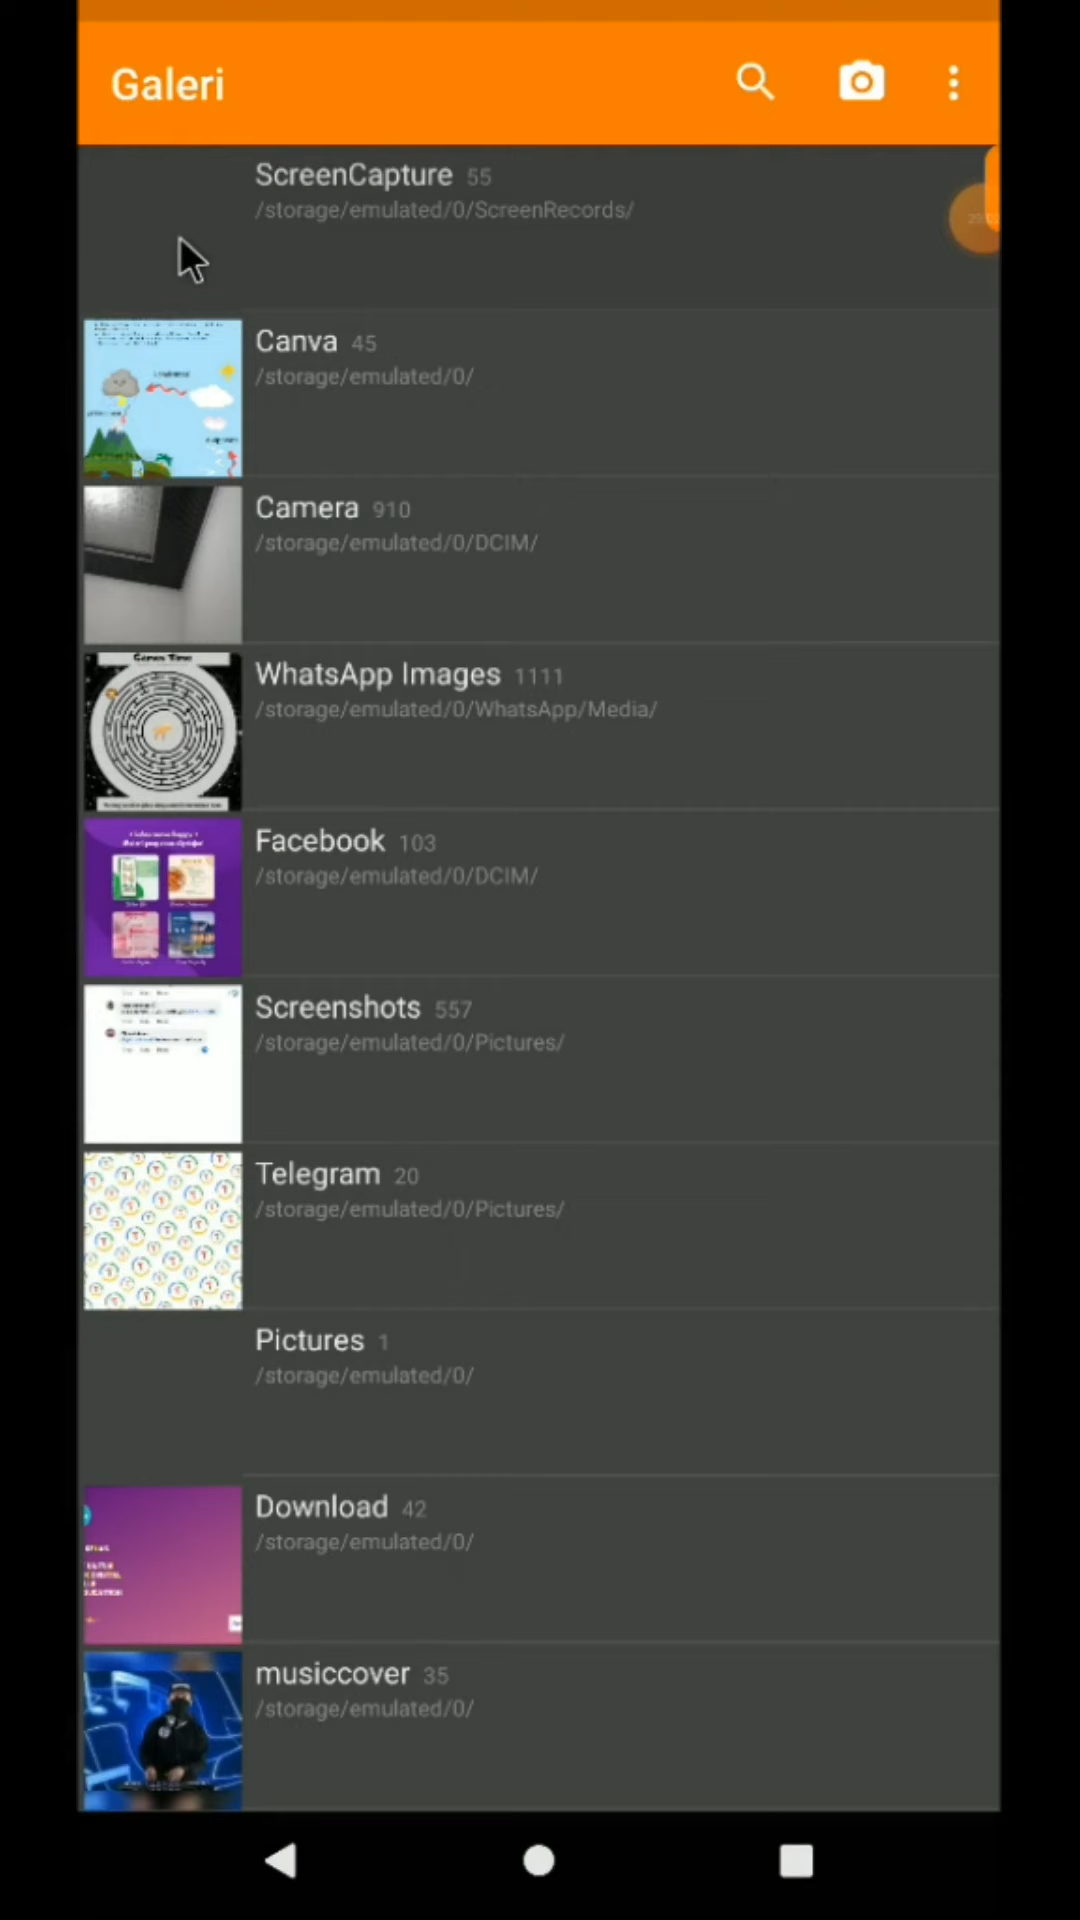 Galeri
ScreenCapture 55
/storage/emulated/0/ScreenRecords/
Canva 45
/storage/emulated/0/
Camera 910
/storage/emulated/0/DCIM/
WhatsApp Images 1111
/storage/emulated/0/WhatsApp/Media/
Facebook 103
/storage/emulated/0/DCIM/
Screenshots 557
/storage/emulated/0/Pictures/
Telegram 20
/storage/emulated/0/Pictures/
Pictures 1
/storage/emulated/0/
Download 42
/storage/emulated/0/
musiccover 35
/storage/emulated/0/